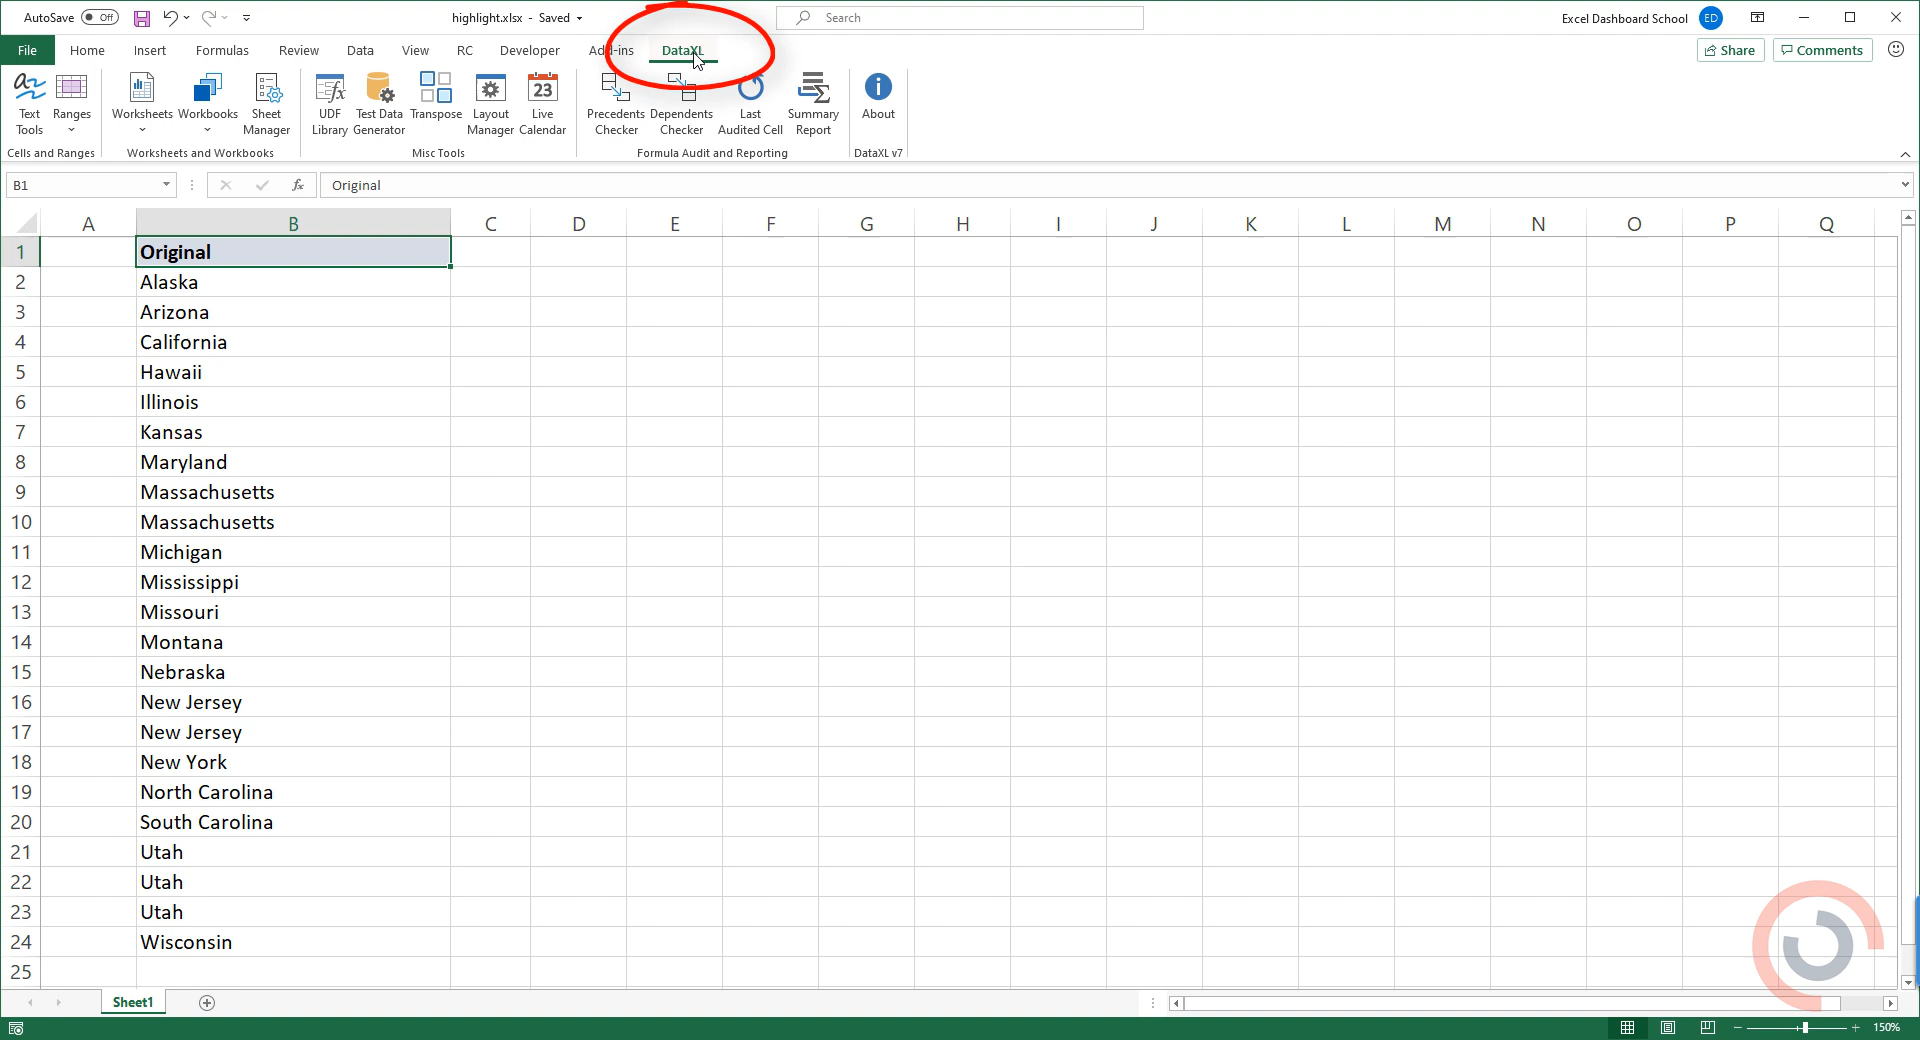 AutoSave Off highlight.xlsx - Saved Search Excel Dashboard School ED
File Home Insert Formulas Review Data View RC Developer Add-ins DataXL Share Comments
Text Tools
Ranges
Worksheets
Workbooks
Sheet Manager
UDF Library
Test Data Generator
Transpose
Layout Manager
23
Live Calendar
Precedents Checker
Dependents Checker
Last Audited Cell
Summary Report
About
Cells and Ranges Worksheets and Workbooks Misc Tools Formula Audit and Reporting DataXL v7
B1 fx Original
A B C D E F G H I J K L M N O P Q
1 Original
2 Alaska
3 Arizona
4 California
5 Hawaii
6 Illinois
7 Kansas
8 Maryland
9 Massachusetts
10 Massachusetts
11 Michigan
12 Mississippi
13 Missouri
14 Montana
15 Nebraska
16 New Jersey
17 New Jersey
18 New York
19 North Carolina
20 South Carolina
21 Utah
22 Utah
23 Utah
24 Wisconsin
25
Sheet1
150%